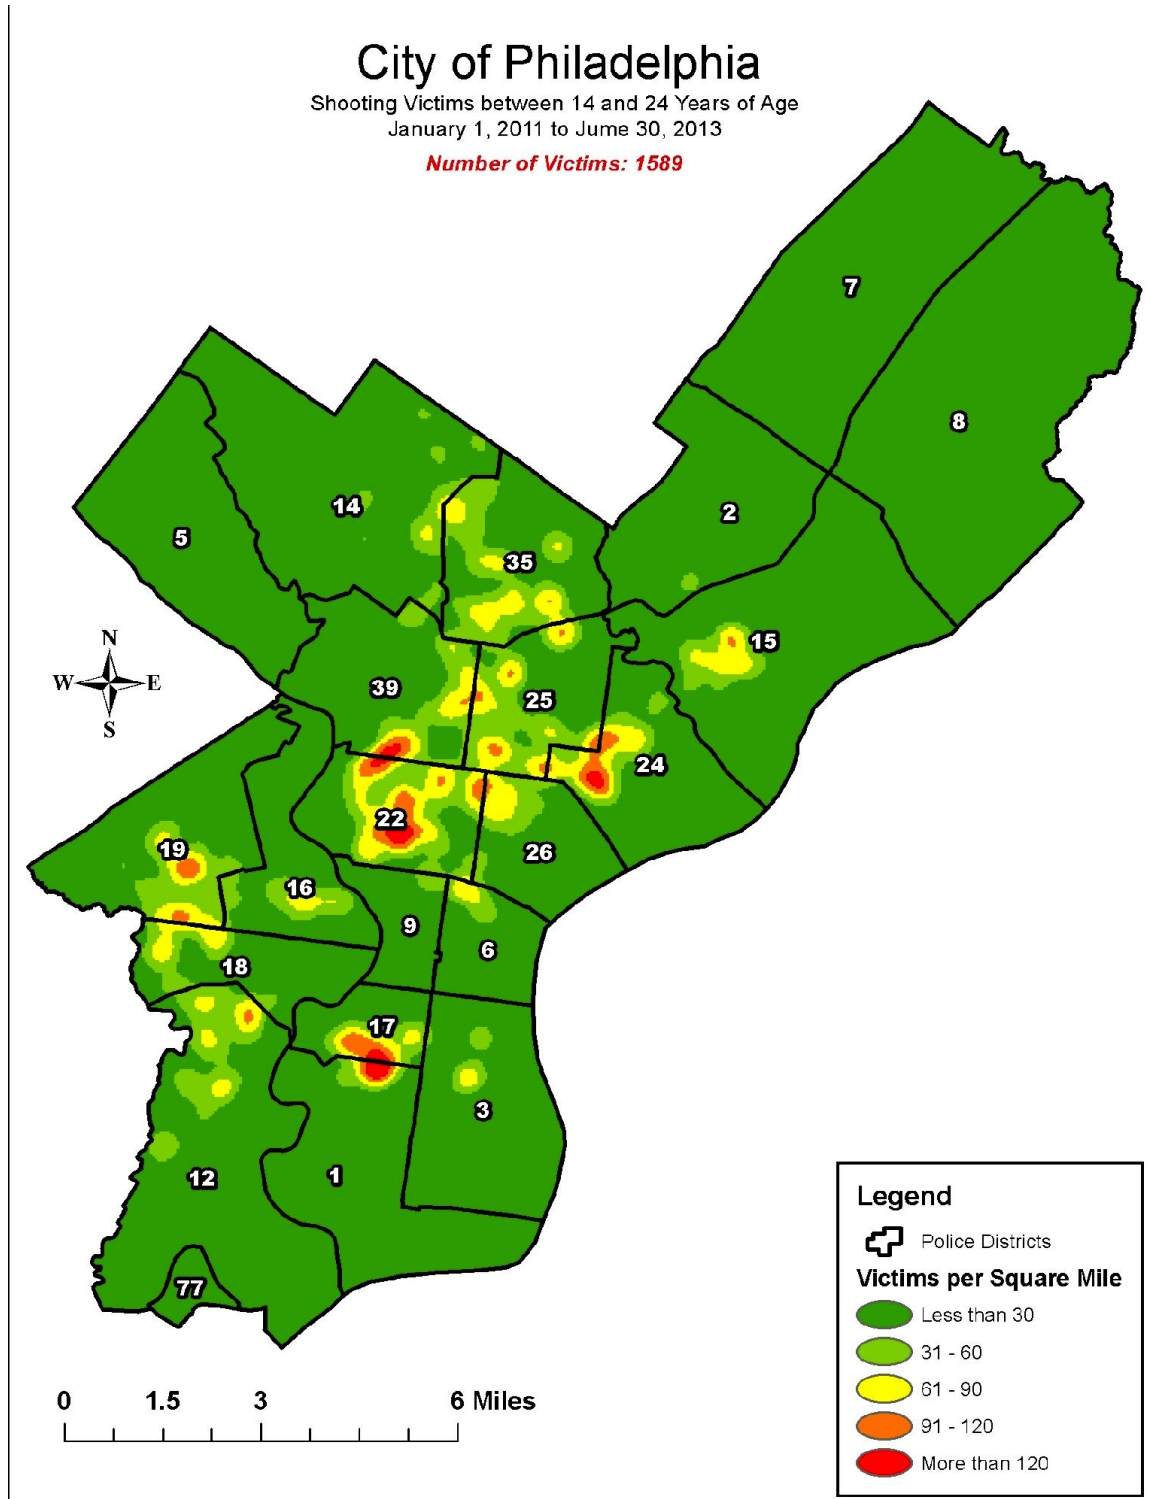 City of Philadelphia
Shooting Victims between 14 and 24 Years of Age
January 1, 2011 to Jume 30, 2013
Number of Victims: 1589
7
8
14
2
5
35
15
N
W E
S
39
25
24
22
19
26
16
9
6
18
17
3
12
1
77
Legend
Police Districts
Victims per Square Mile
Less than 30
31 - 60
61 - 90
91 - 120
More than 120
0 1.5 3 6 Miles